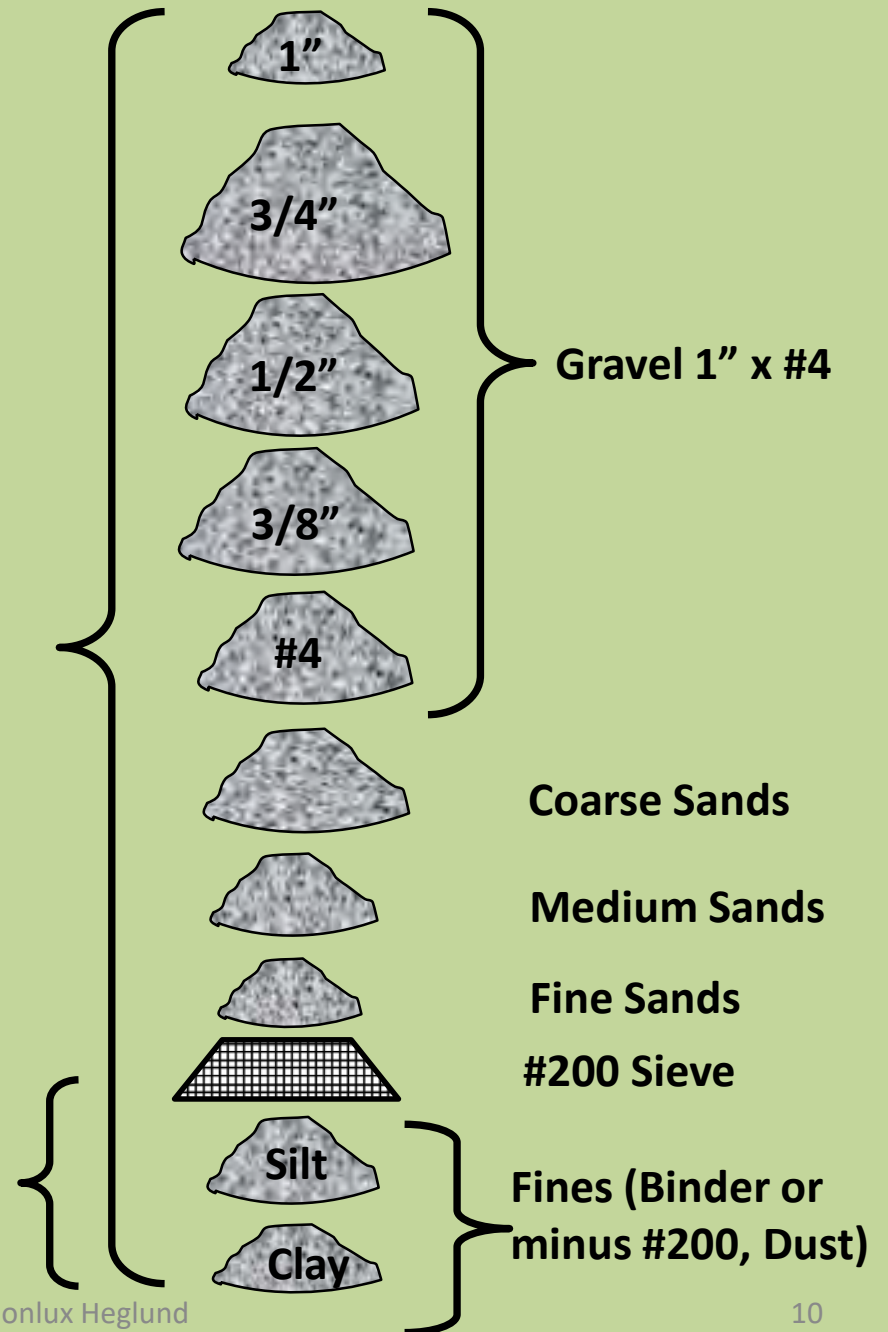 1”
3/4”
1/2”
Gravel 1” x #4
3/8”
#4
Coarse Sands
Medium Sands
Fine Sands
#200 Sieve
Silt
Fines (Binder or
minus #200, Dust)
Clay
onlux Heglund
10